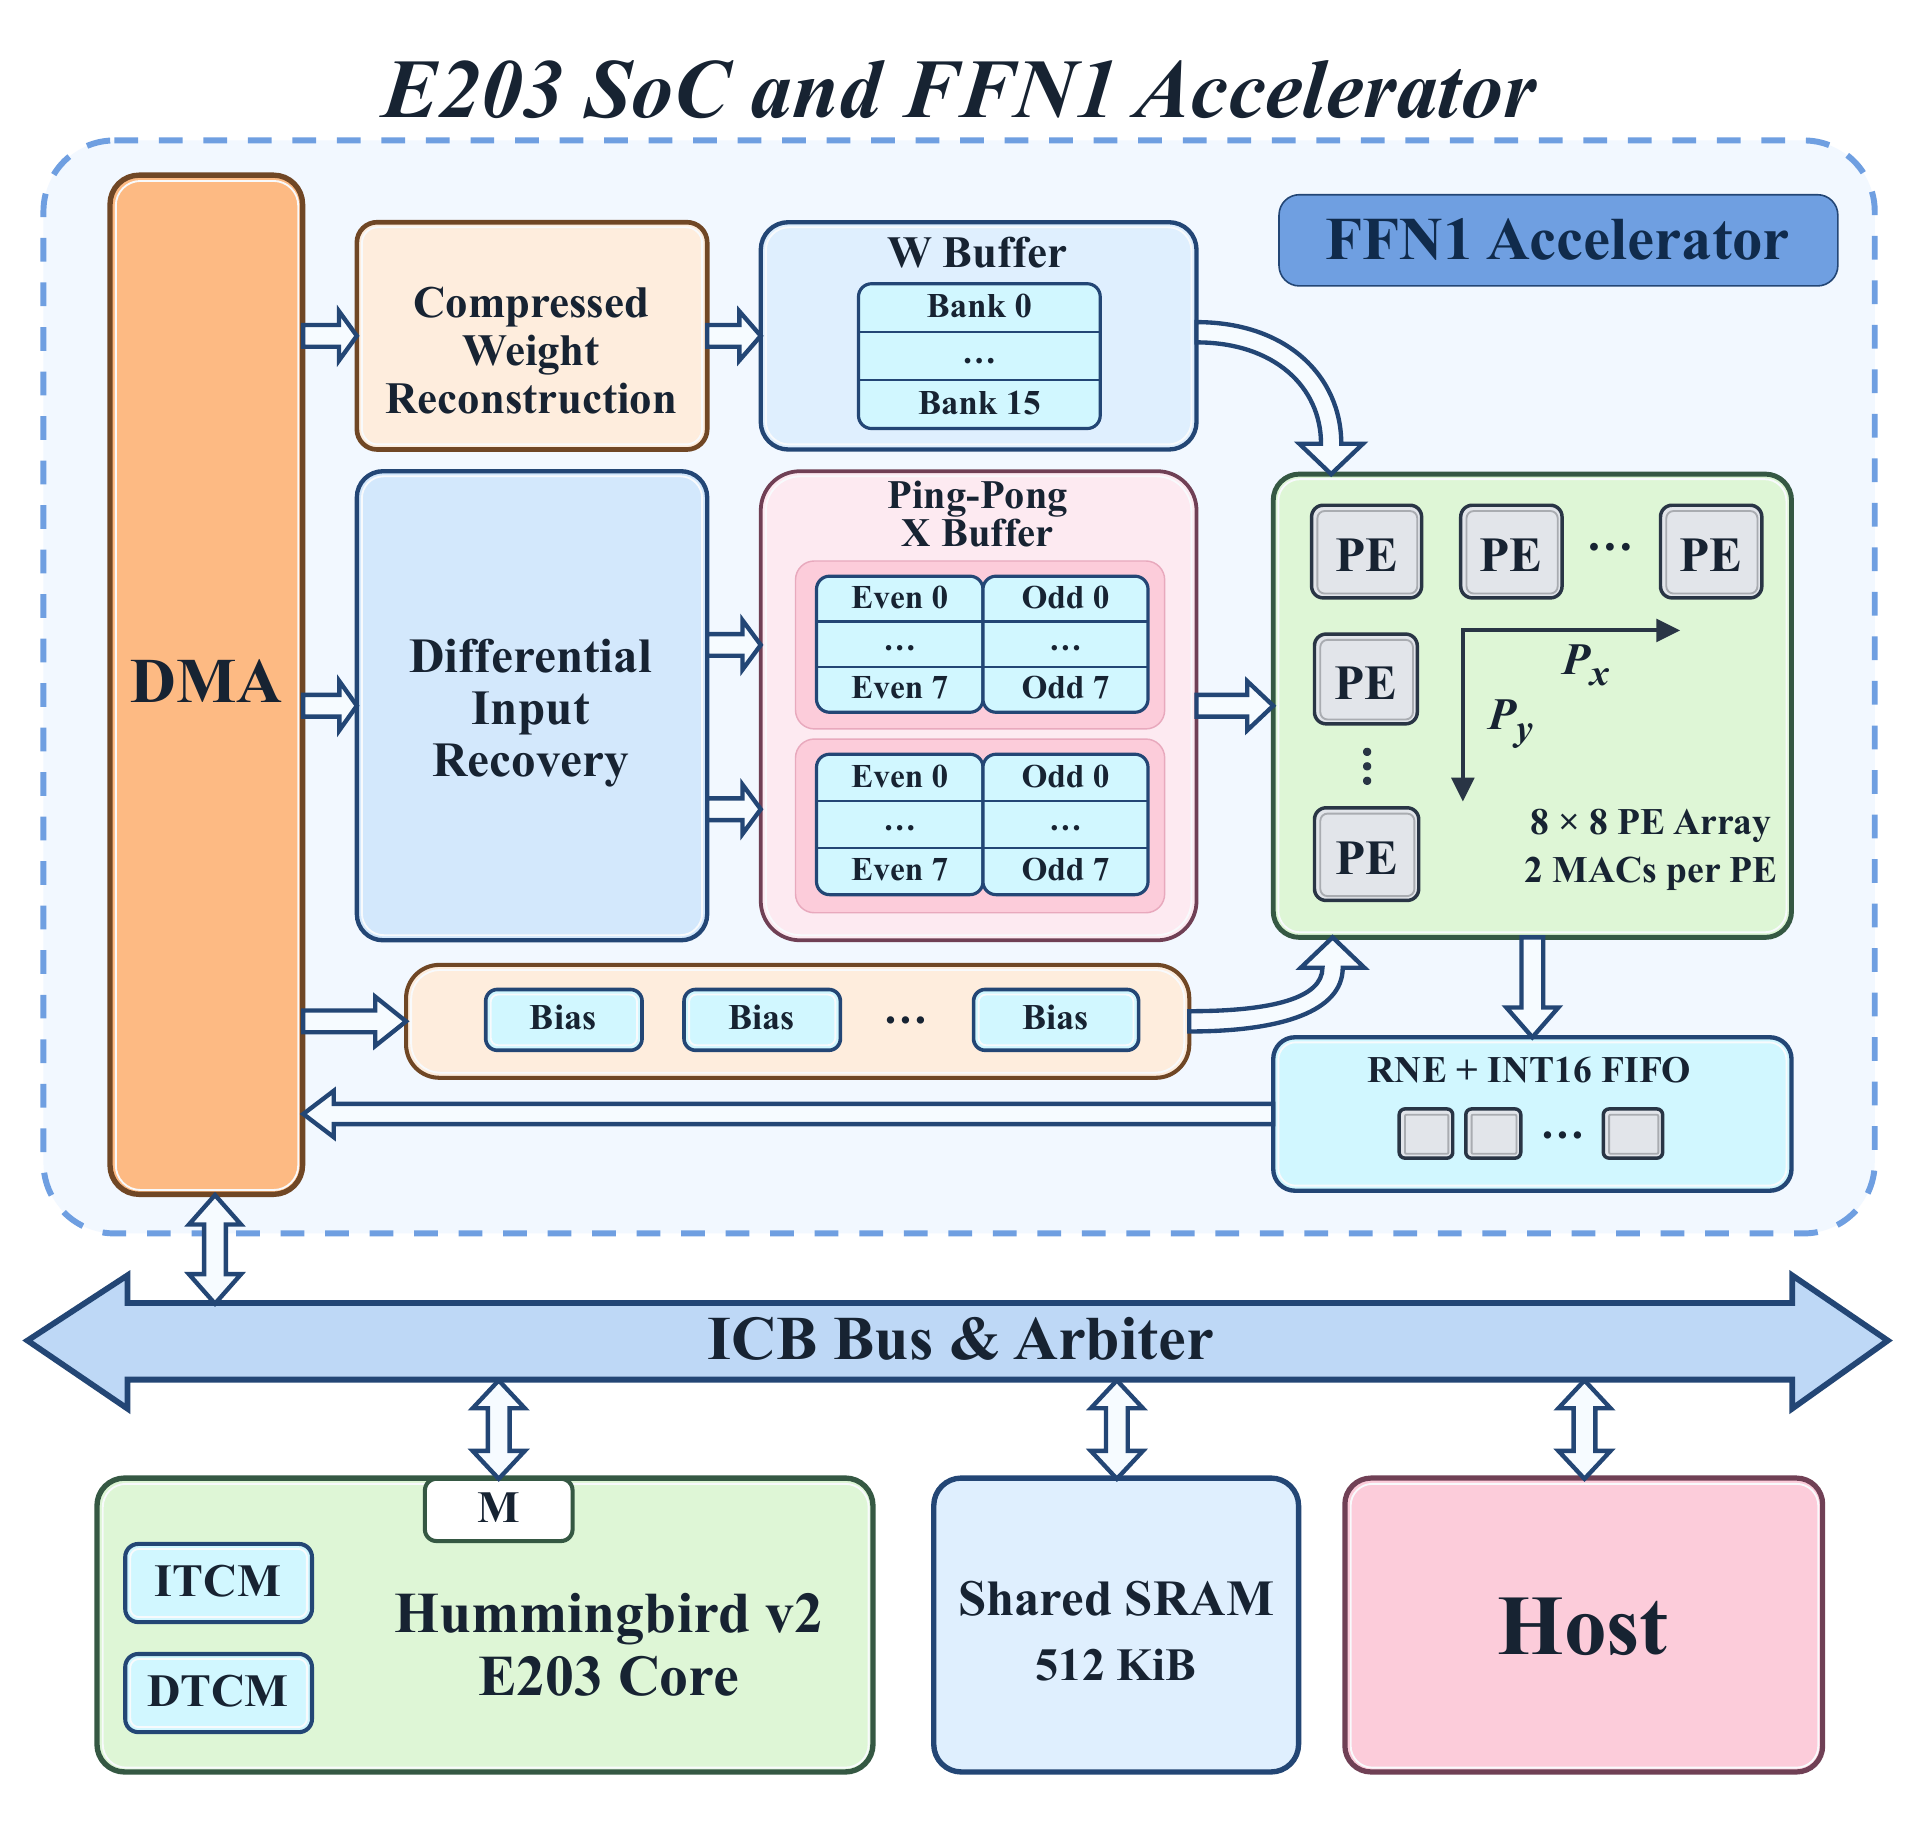 E203 SoC and FFN1 Accelerator
FFN1 Accelerator
DMA
Compressed
Weight
Reconstruction
W Buffer
Bank 0
...
Bank 15
Differential
Input
Recovery
Ping-Pong
X Buffer
Even 0 Odd 0
... ...
Even 7 Odd 7
Even 0 Odd 0
... ...
Even 7 Odd 7
PE PE ... PE
PE
⋮
PE
Px
Py
8 × 8 PE Array
2 MACs per PE
Bias Bias ... Bias
RNE + INT16 FIFO
...
ICB Bus & Arbiter
M
ITCM
DTCM
Hummingbird v2
E203 Core
Shared SRAM
512 KiB
Host